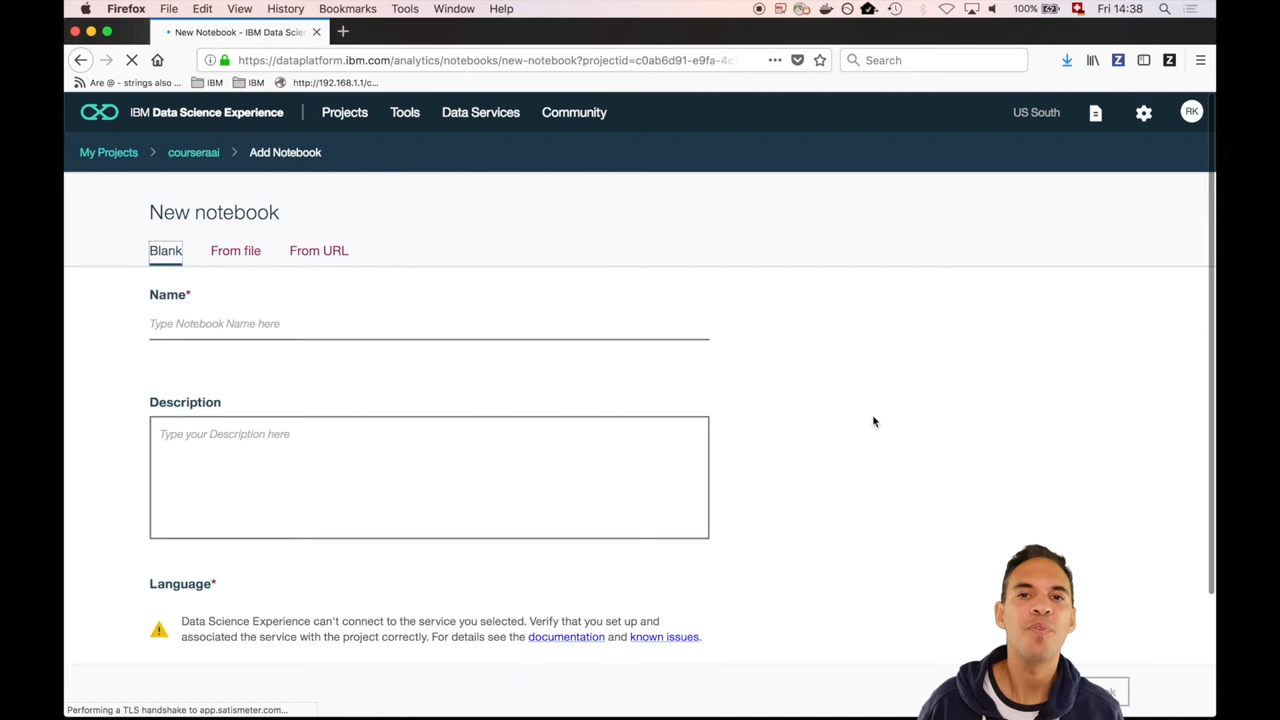 Firefox File Edit View History Bookmarks Tools Window Help 100% Fri 14:38
New Notebook - IBM Data Scien
https://dataplatform.ibm.com/analytics/notebooks/new-notebook?projectid=c0ab6d91-e9fa-4c7 Search
Are @ - strings also ... IBM IBM http://192.168.1.1/c...
IBM Data Science Experience Projects Tools Data Services Community US South RK
My Projects > courseraai > Add Notebook
New notebook
Blank From file From URL
Name*
Type Notebook Name here
Description
Type your Description here
Language*
Data Science Experience can't connect to the service you selected. Verify that you set up and
associated the service with the project correctly. For details see the documentation and known issues.
Performing a TLS handshake to app.satismeter.com...